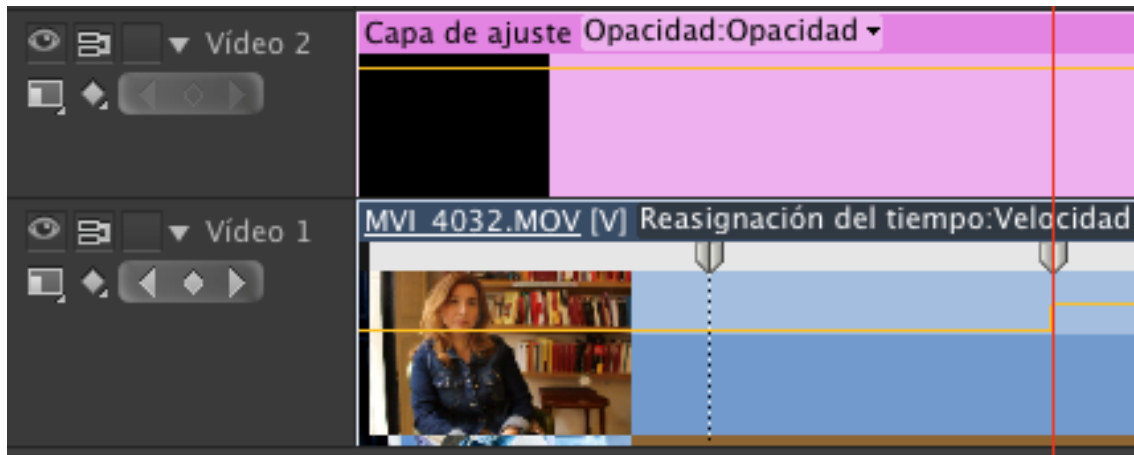 Vídeo 2
Capa de ajuste Opacidad:Opacidad
Vídeo 1
MVI_4032.MOV [V] Reasignación del tiempo:Velocidad